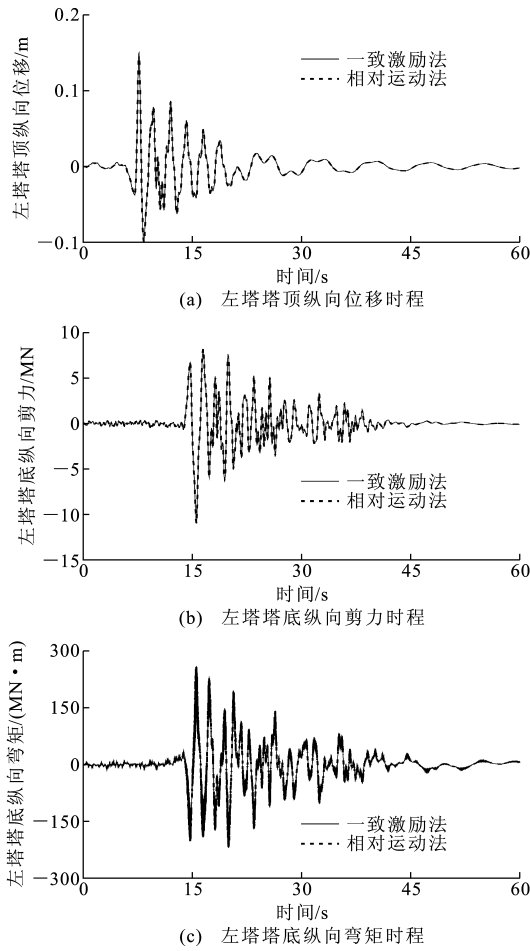 0.2
0.1
0
－0.1
左塔塔顶纵向位移/m
一致激励法
相对运动法
0 15 30 45 60
时间/s
(a) 左塔塔顶纵向位移时程
10
5
0
－5
－10
－15
左塔塔底纵向剪力/MN
一致激励法
相对运动法
0 15 30 45 60
时间/s
(b) 左塔塔底纵向剪力时程
300
150
0
－150
－300
左塔塔底纵向弯矩/(MN·m)
一致激励法
相对运动法
0 15 30 45 60
时间/s
(c) 左塔塔底纵向弯矩时程